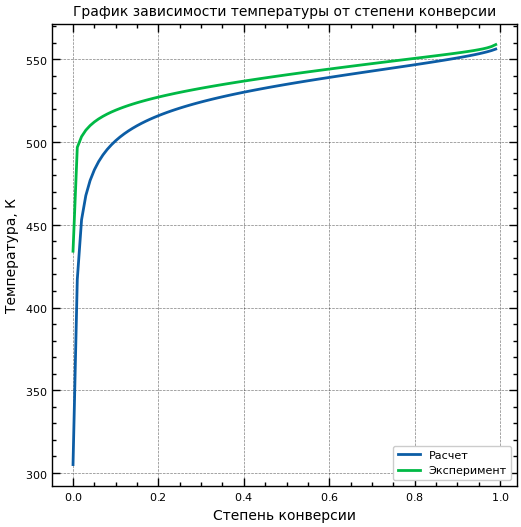 График зависимости температуры от степени конверсии
Температура, К
550
500
450
400
350
300
0.0 0.2 0.4 0.6 0.8 1.0
Степень конверсии
Расчет
Эксперимент